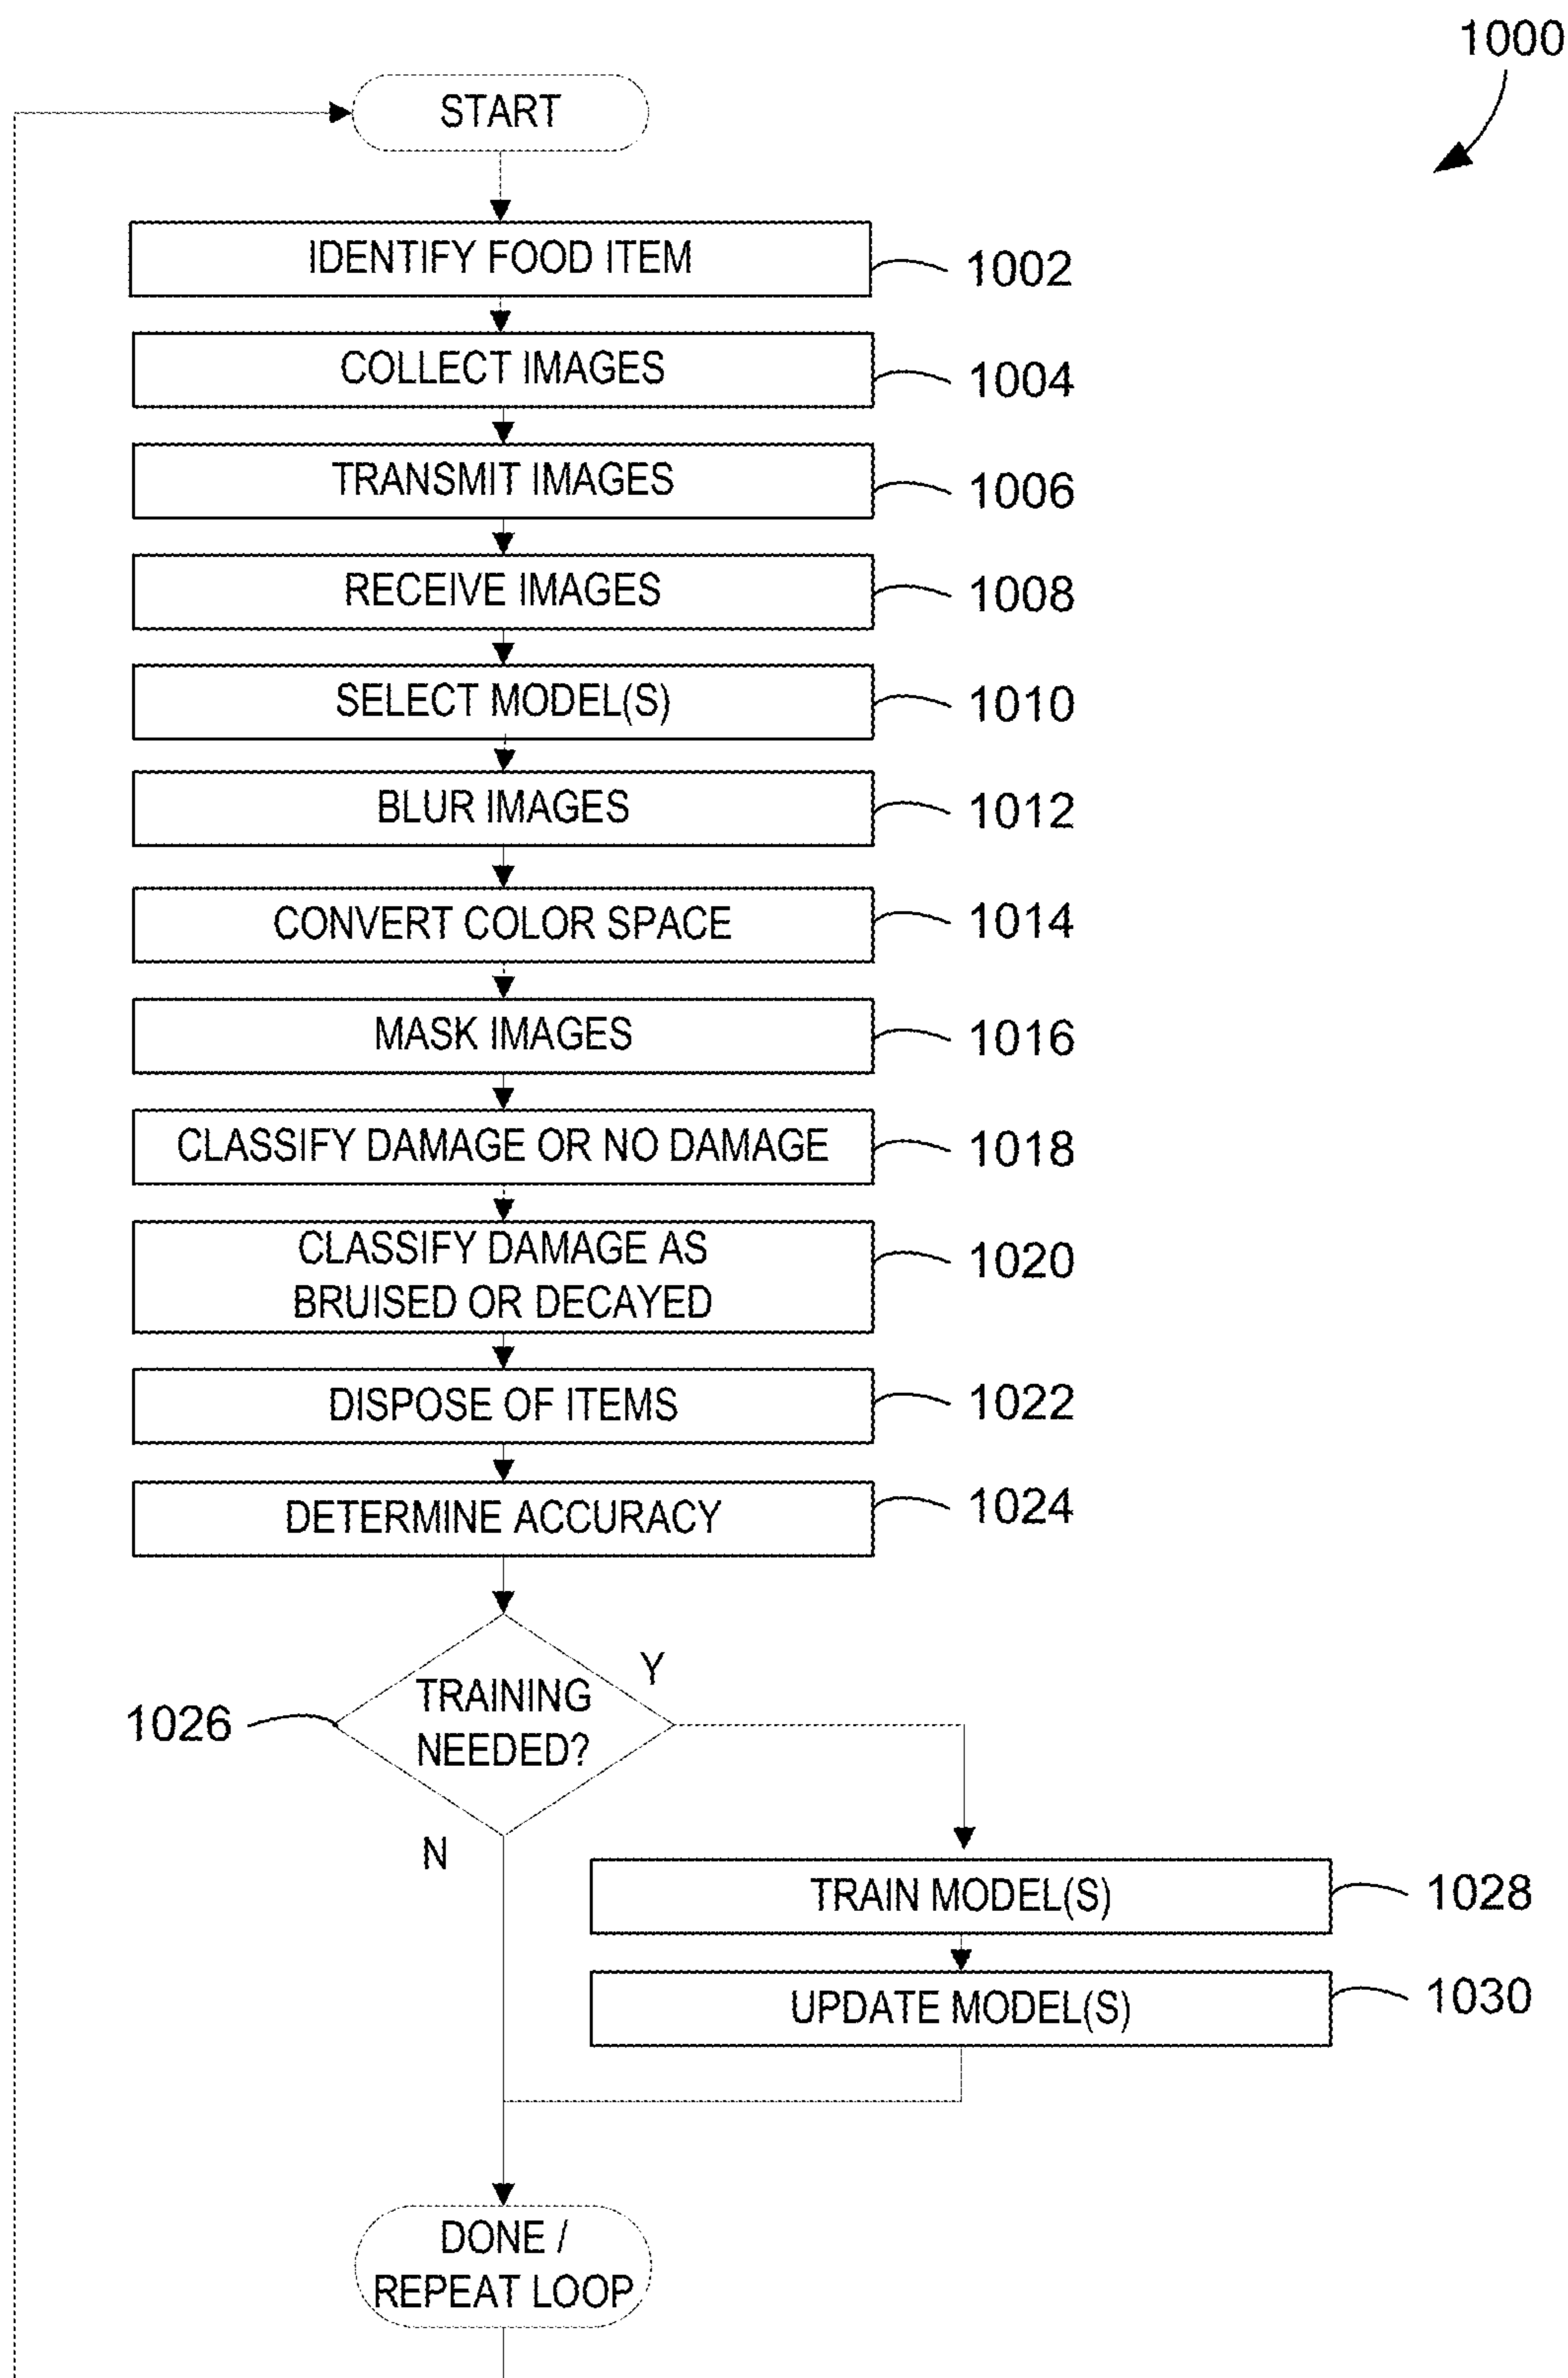 1000
START
IDENTIFY FOOD ITEM
1002
COLLECT IMAGES
1004
TRANSMIT IMAGES
1006
RECEIVE IMAGES
1008
SELECT MODEL(S)
1010
BLUR IMAGES
1012
CONVERT COLOR SPACE
1014
MASK IMAGES
1016
CLASSIFY DAMAGE OR NO DAMAGE
1018
CLASSIFY DAMAGE AS
BRUISED OR DECAYED
1020
DISPOSE OF ITEMS
1022
DETERMINE ACCURACY
1024
TRAINING
NEEDED?
1026
Y
N
TRAIN MODEL(S)
1028
UPDATE MODEL(S)
1030
DONE /
REPEAT LOOP